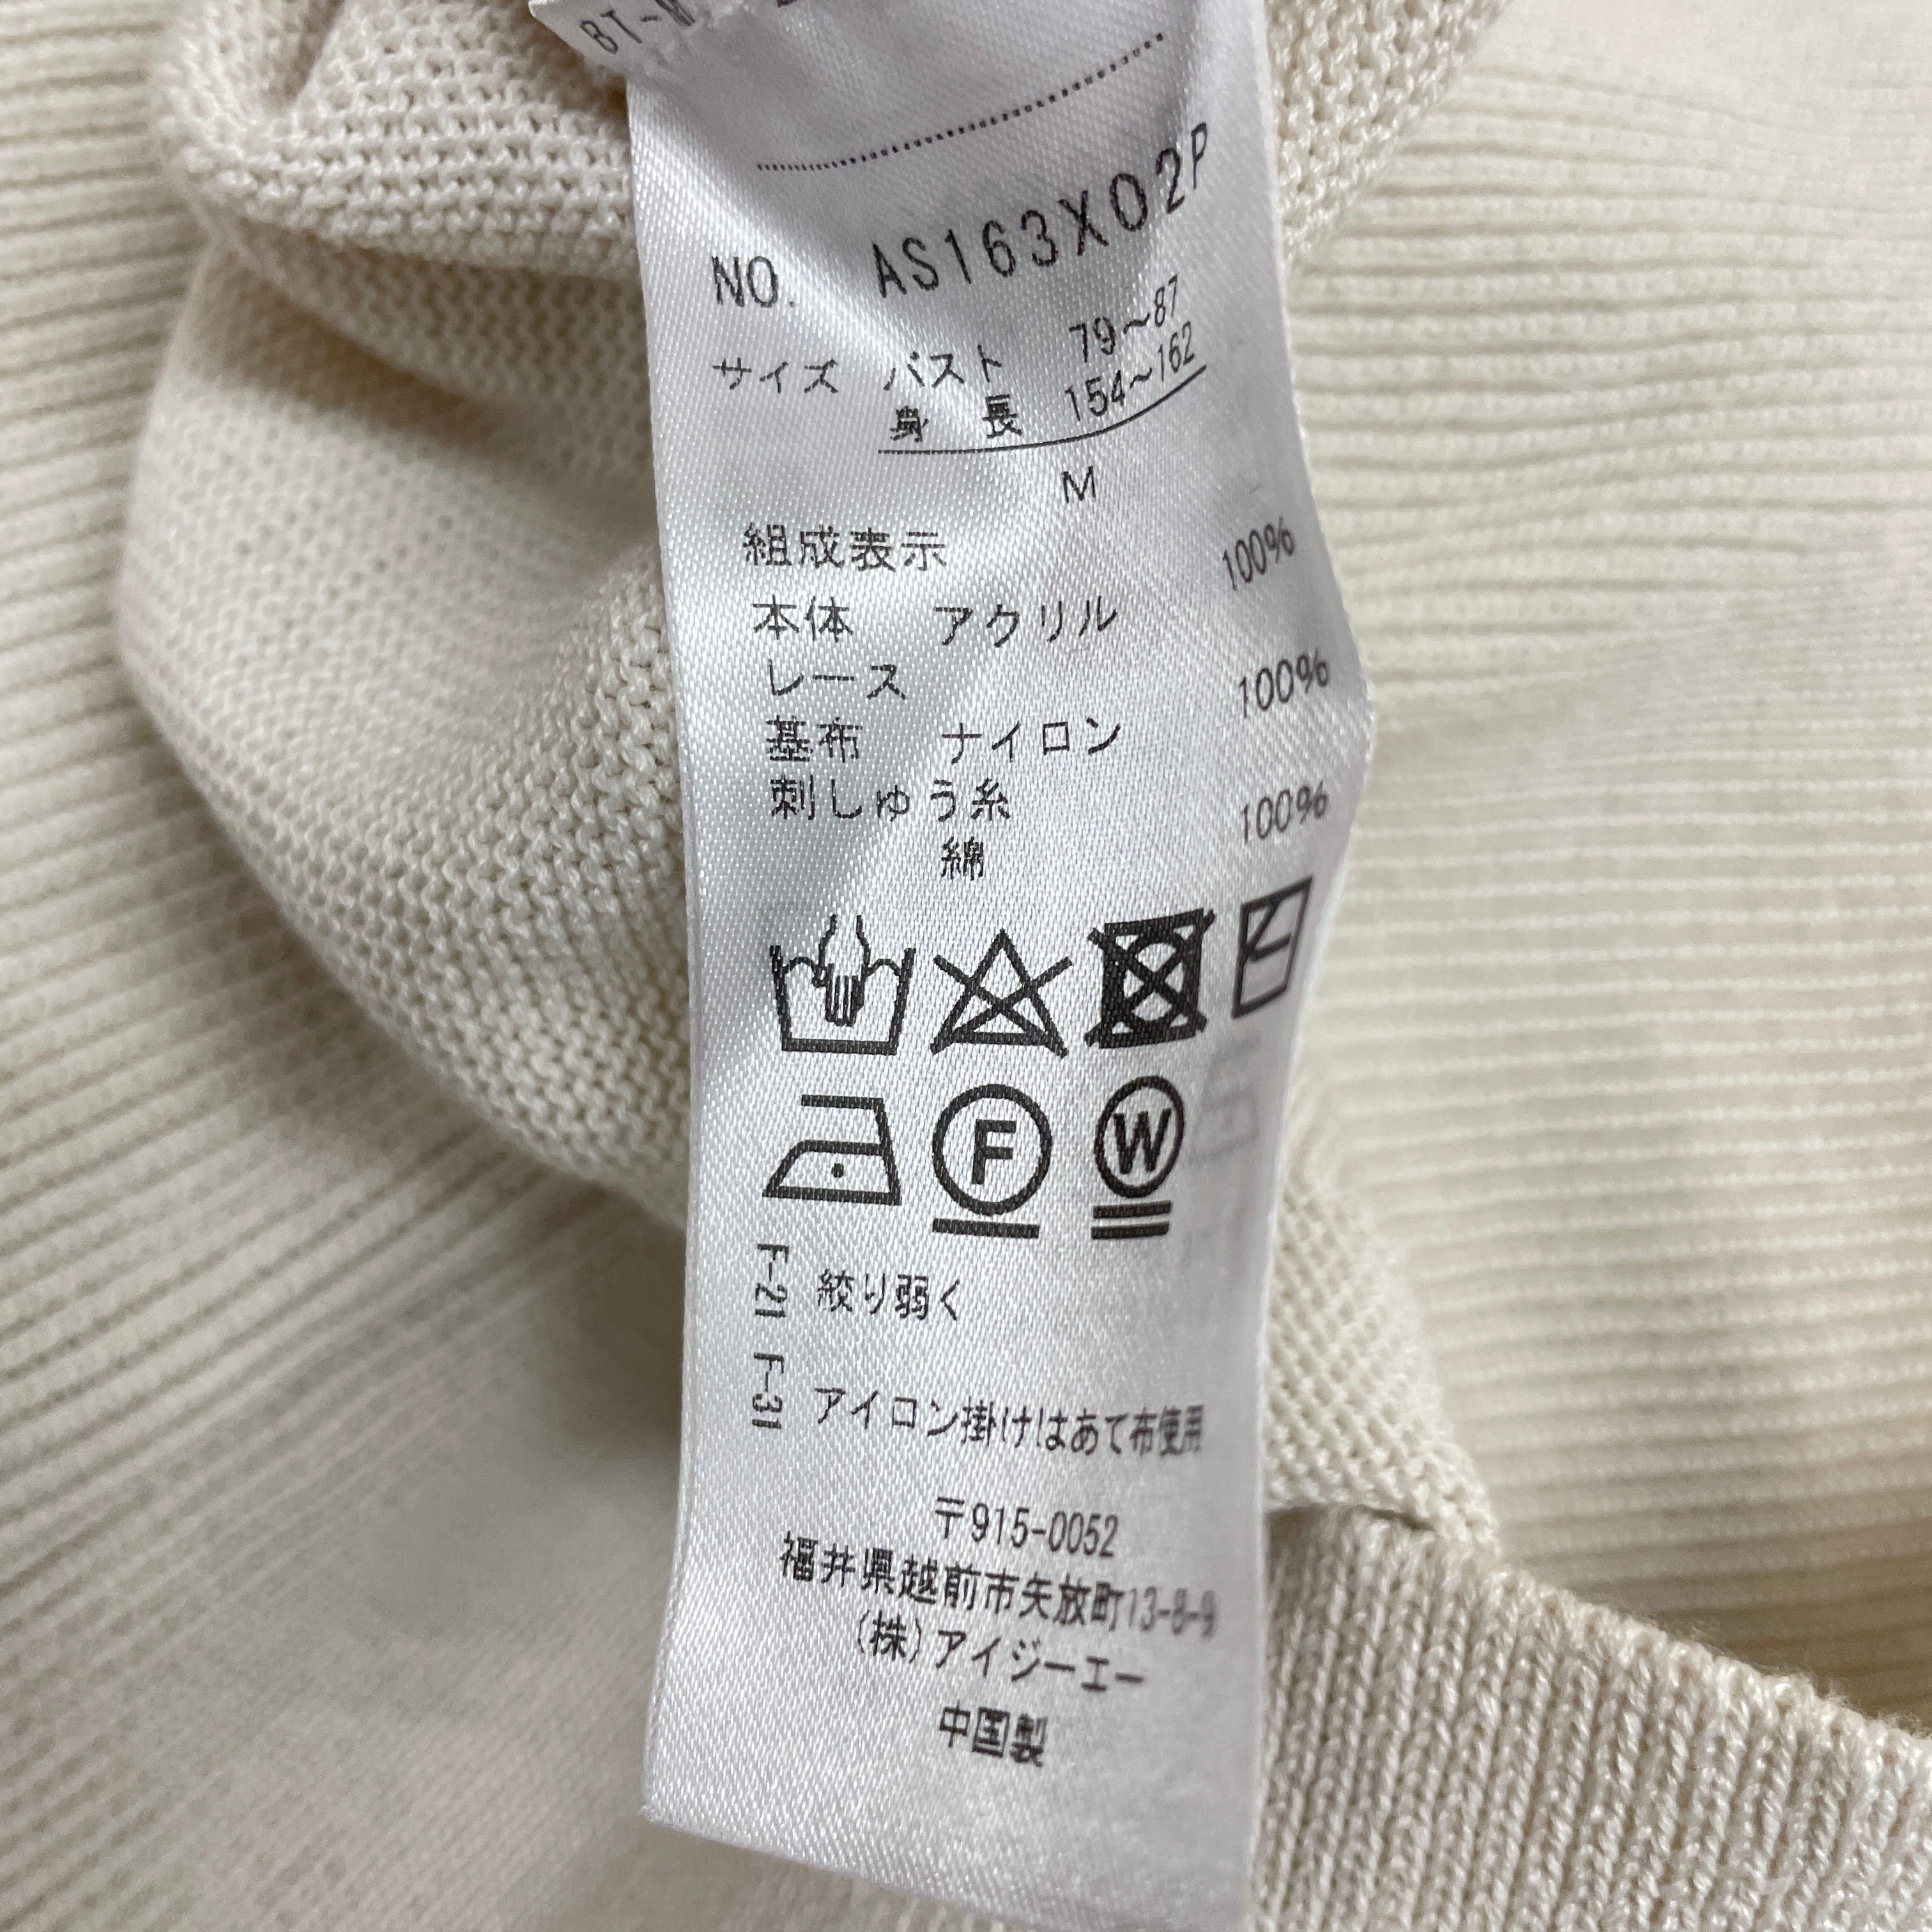 BT-M
NO. AS163X02P
サイズ バスト 79~87
身長 154~162
M
組成表示
本体 アクリル 100%
レース
基布 ナイロン 100%
刺しゅう糸
綿 100%
F
W
F-21 絞り弱く
F-31 アイロン掛けはあて布使用
〒915-0052
福井県越前市矢放町13-8-9
(株)アイジーエー
中国製